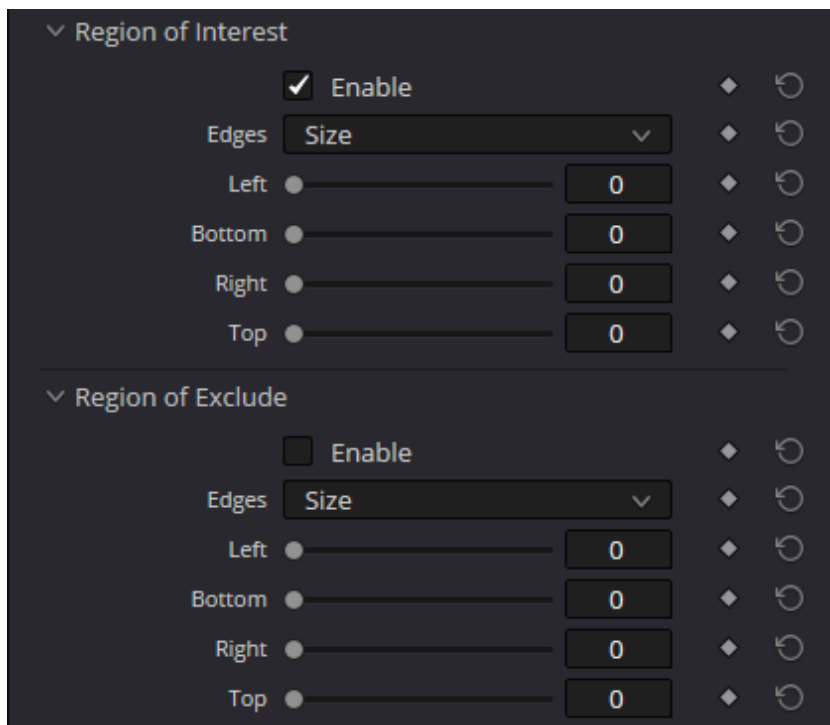 Region of Interest
Enable
Edges Size
Left 0
Bottom 0
Right 0
Top 0
Region of Exclude
Enable
Edges Size
Left 0
Bottom 0
Right 0
Top 0